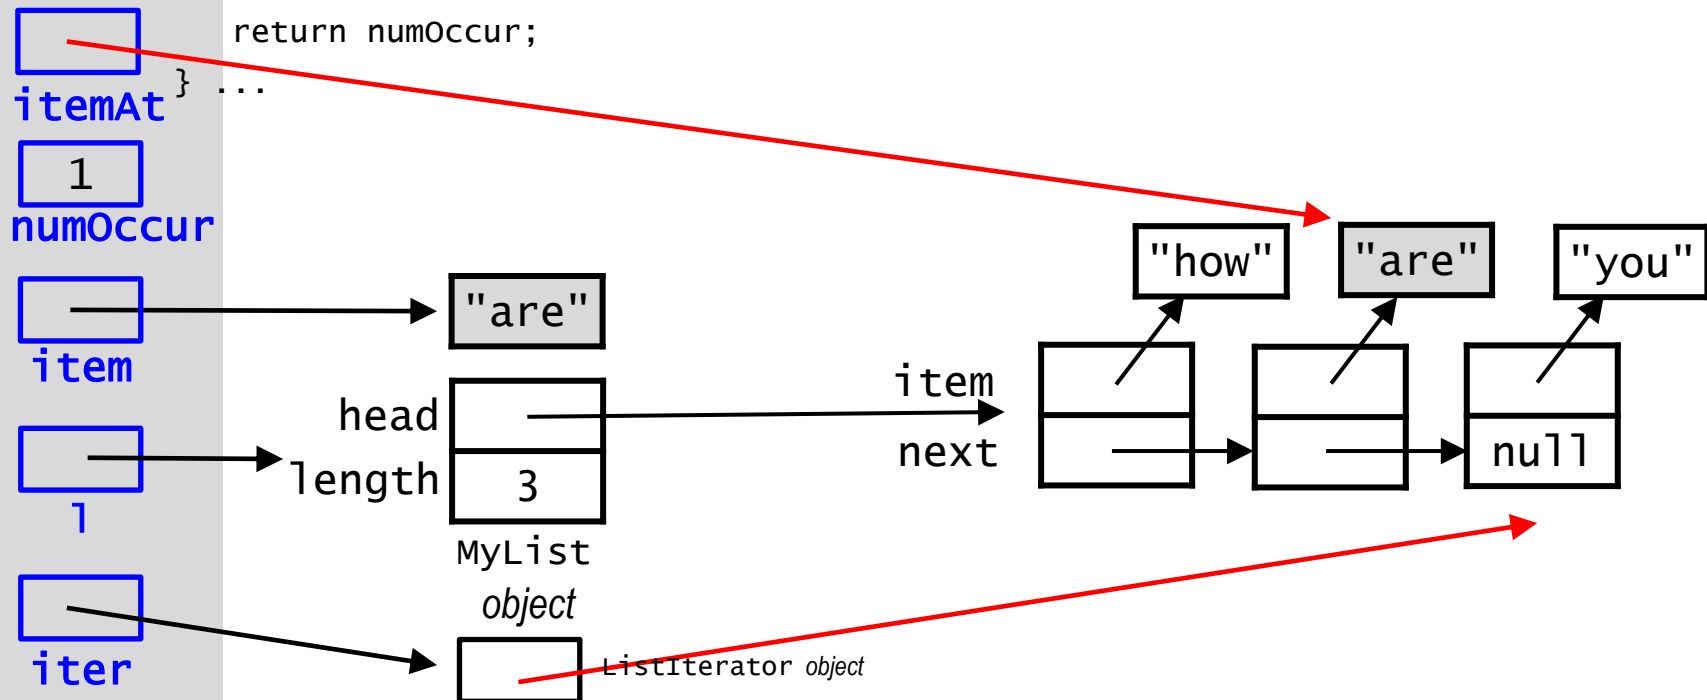 return numOccur;
} ...
itemAt
1
numOccur
"how" "are" "you"
"are"
item
item
head
next
null
length
3
l
MyList
object
iter
ListIterator object